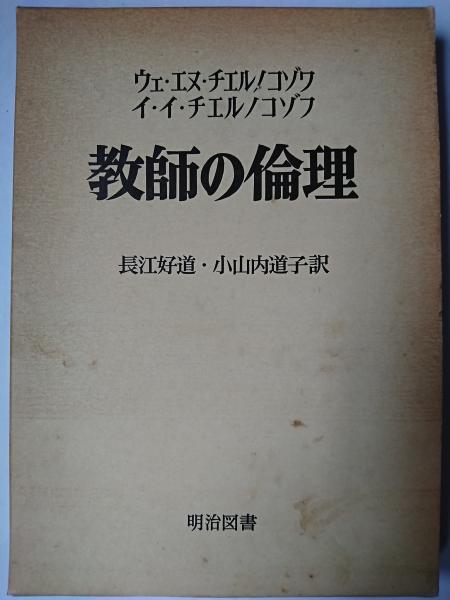 ウェ・エヌ・チエルノコゾワ
イ・イ・チエルノコゾフ
教師の倫理
長江好道・小山内道子訳
明治図書